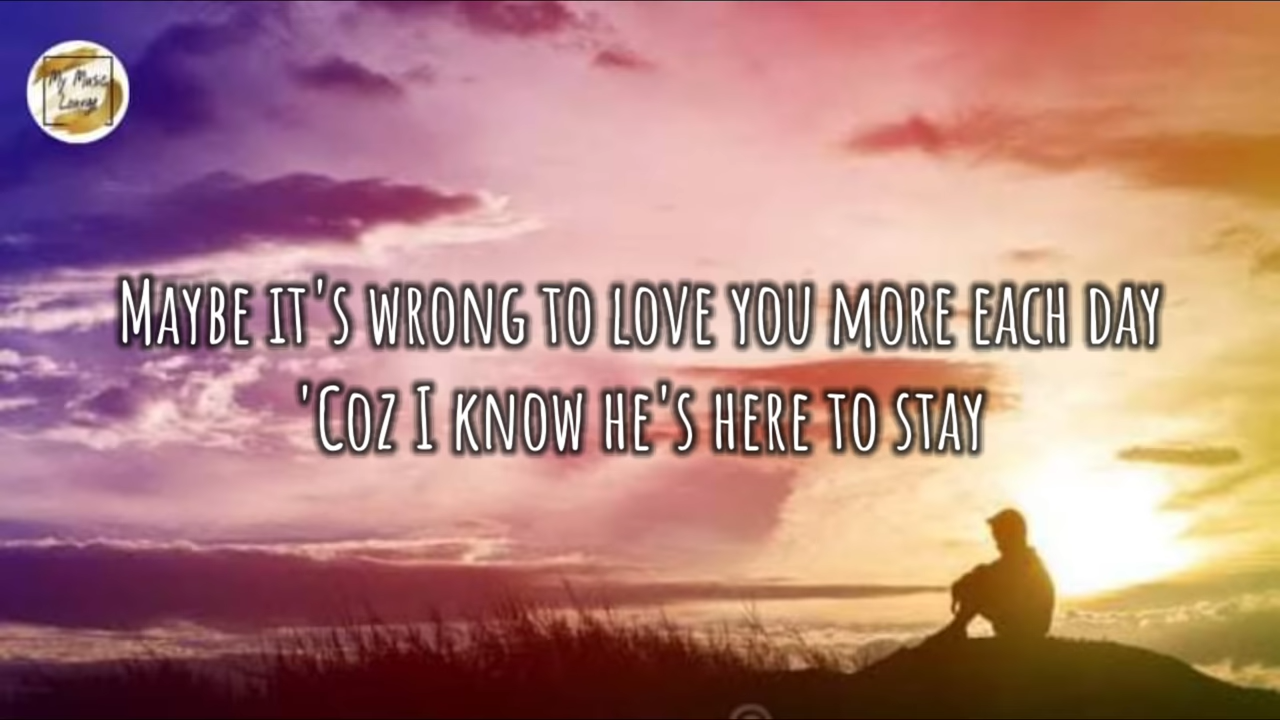 My Music
Lounge
Maybe it's wrong to love you more each day
'Coz I know he's here to stay